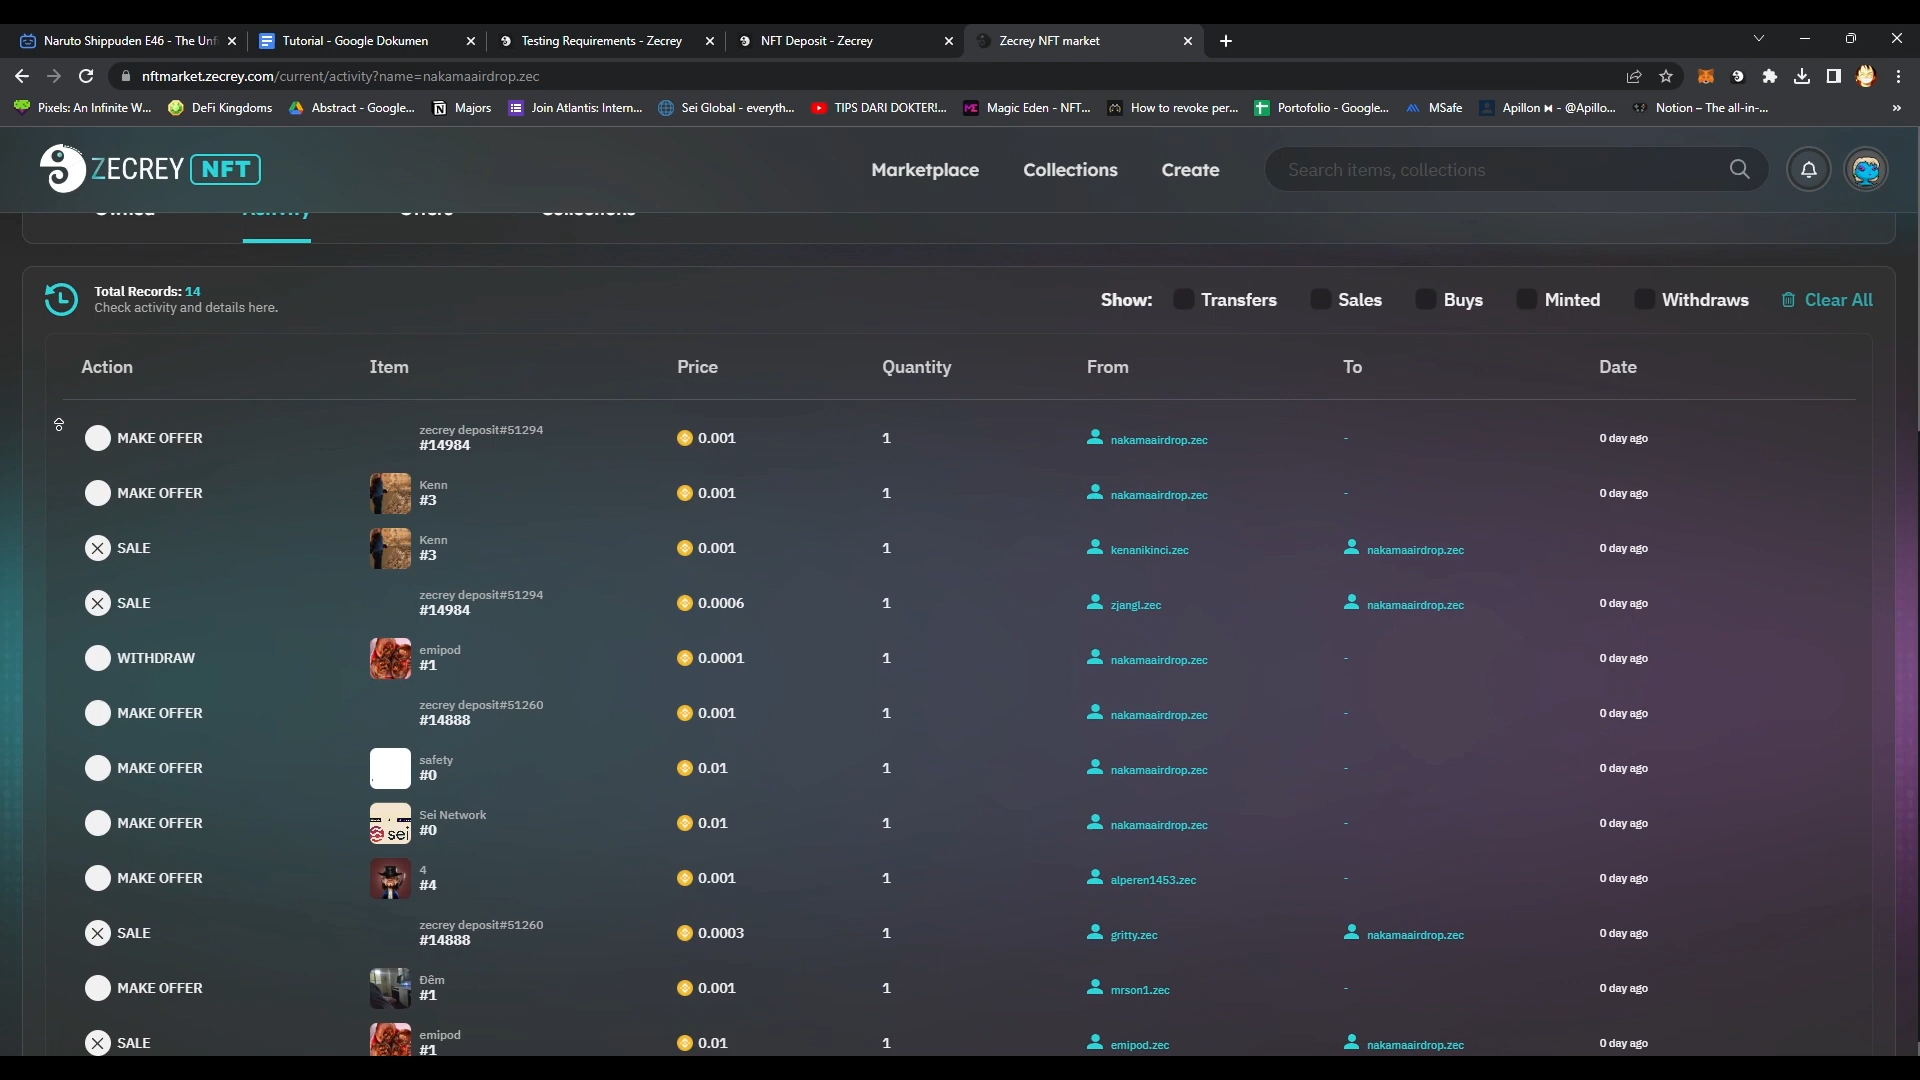 Naruto Shippuden E46 - The Unf
Tutorial - Google Dokumen
Testing Requirements - Zecrey
NFT Deposit - Zecrey
Zecrey NFT market
nftmarket.zecrey.com/current/activity?name=nakamaairdrop.zec
Pixels: An Infinite W...
DeFi Kingdoms
Abstract - Google...
Majors
Join Atlantis: Intern...
Sei Global - everyth...
TIPS DARI DOKTER!...
Magic Eden - NFT...
How to revoke per...
Portofolio - Google...
MSafe
Apillon ⋈ - @Apillo...
Notion – The all-in-...
ZECREY NFT
Marketplace
Collections
Create
Search items, collections
Owned
Activity
Offers
Collections
Total Records: 14
Check activity and details here.
Show:
Transfers
Sales
Buys
Minted
Withdraws
Clear All
Action Item Price Quantity From To Date
zecrey deposit#51294
MAKE OFFER #14984 0.001 1 nakamaairdrop.zec - 0 day ago
Kenn
MAKE OFFER #3 0.001 1 nakamaairdrop.zec - 0 day ago
Kenn
SALE #3 0.001 1 kenanikinci.zec nakamaairdrop.zec 0 day ago
zecrey deposit#51294
SALE #14984 0.0006 1 zjangl.zec nakamaairdrop.zec 0 day ago
emipod
WITHDRAW #1 0.0001 1 nakamaairdrop.zec - 0 day ago
zecrey deposit#51260
MAKE OFFER #14888 0.001 1 nakamaairdrop.zec - 0 day ago
safety
MAKE OFFER #0 0.01 1 nakamaairdrop.zec - 0 day ago
Sei Network
MAKE OFFER sei #0 0.01 1 nakamaairdrop.zec - 0 day ago
4
MAKE OFFER #4 0.001 1 alperen1453.zec - 0 day ago
zecrey deposit#51260
SALE #14888 0.0003 1 gritty.zec nakamaairdrop.zec 0 day ago
Đêm
MAKE OFFER #1 0.001 1 mrson1.zec - 0 day ago
emipod
SALE #1 0.01 1 emipod.zec nakamaairdrop.zec 0 day ago